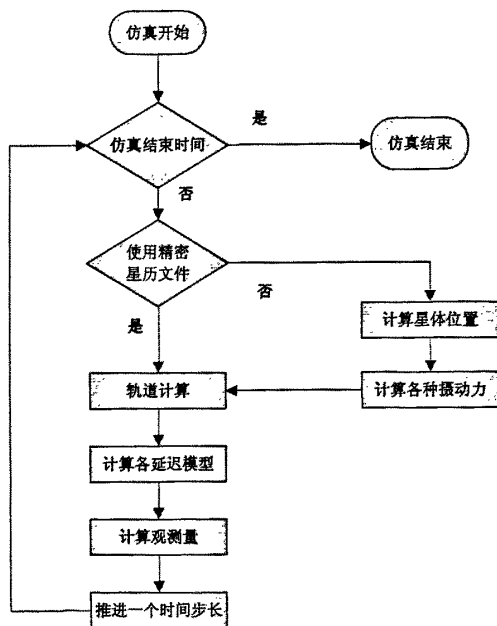 仿真开始
是
仿真结束时间
仿真结束
否
使用精密
星历文件
否
计算星体位置
是
轨道计算
计算各种摄动力
计算各延迟模型
计算观测量
推进一个时间步长